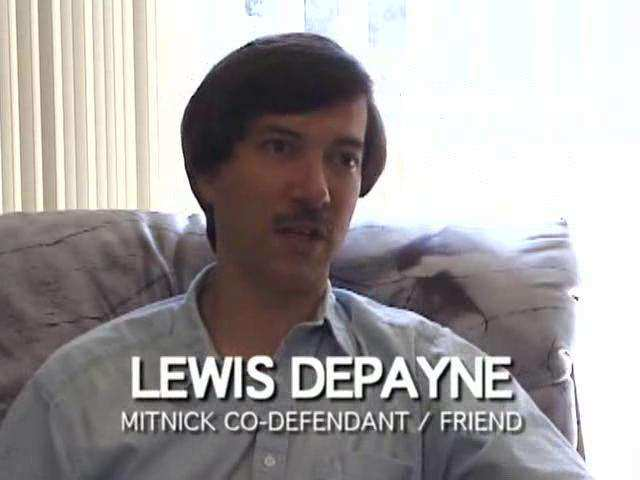 LEWIS DEPAYNE
MITNICK CO-DEFENDANT / FRIEND